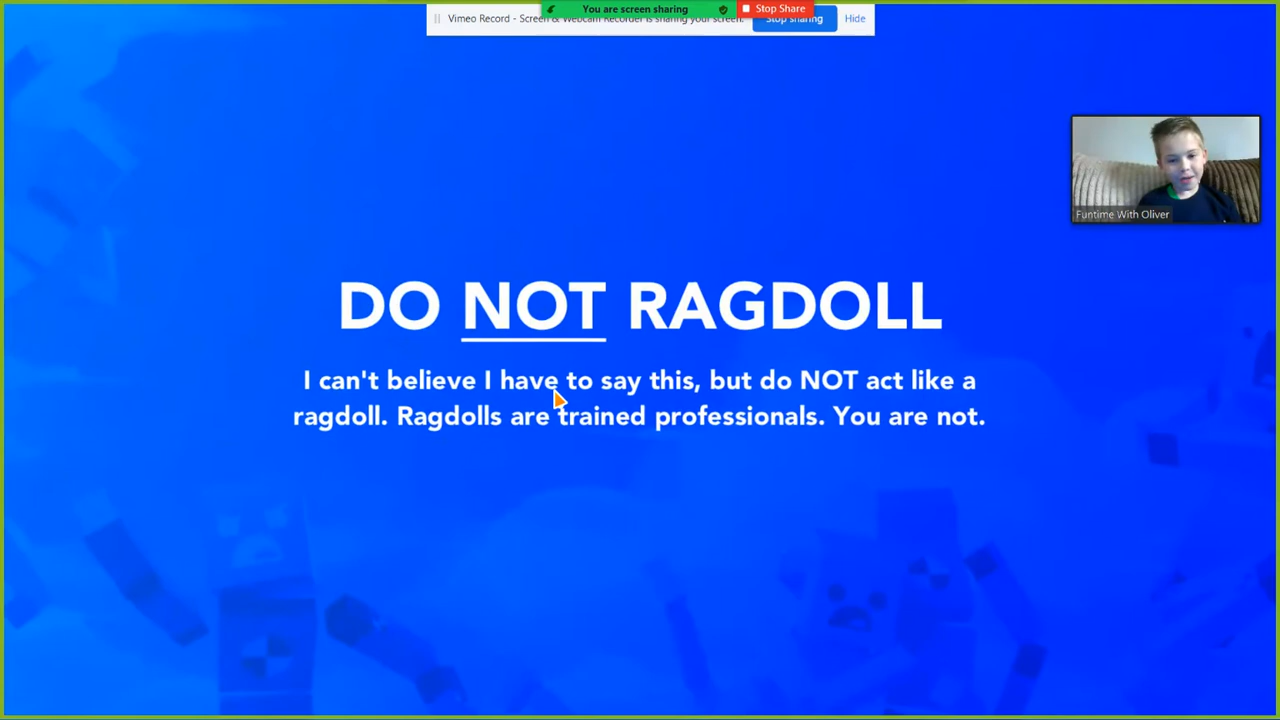 You are screen sharing
Stop Share
Vimeo Record - Screen & Webcam Recorder is sharing your screen.
Stop sharing
Hide
Funtime With Oliver
DO NOT RAGDOLL
I can't believe I have to say this, but do NOT act like a
ragdoll. Ragdolls are trained professionals. You are not.